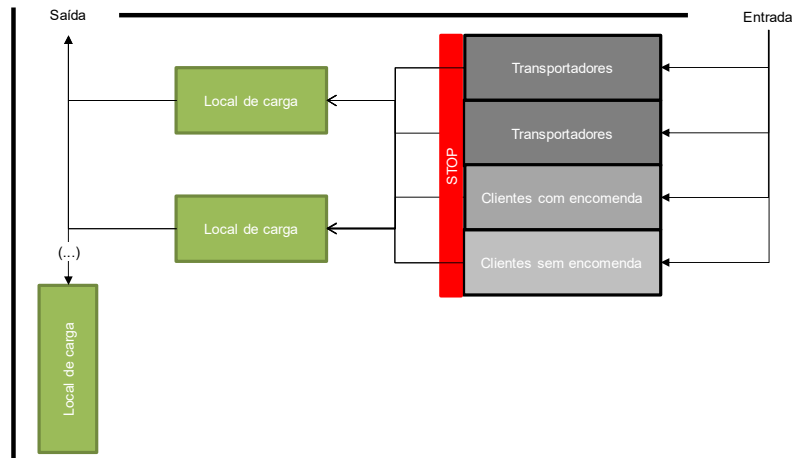 Saída
Entrada
Transportadores
Local de carga
Transportadores
STOP
Clientes com encomenda
Local de carga
Clientes sem encomenda
(...)
Local de carga